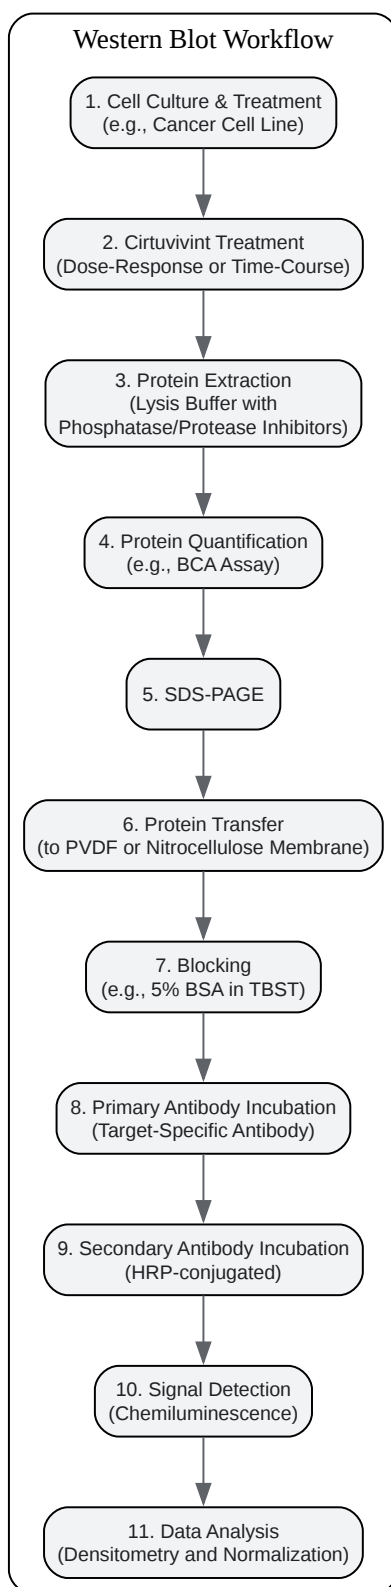 Western Blot Workflow
1. Cell Culture & Treatment
(e.g., Cancer Cell Line)
2. Cirtuvivint Treatment
(Dose-Response or Time-Course)
3. Protein Extraction
(Lysis Buffer with
Phosphatase/Protease Inhibitors)
4. Protein Quantification
(e.g., BCA Assay)
5. SDS-PAGE
6. Protein Transfer
(to PVDF or Nitrocellulose Membrane)
7. Blocking
(e.g., 5% BSA in TBST)
8. Primary Antibody Incubation
(Target-Specific Antibody)
9. Secondary Antibody Incubation
(HRP-conjugated)
10. Signal Detection
(Chemiluminescence)
11. Data Analysis
(Densitometry and Normalization)